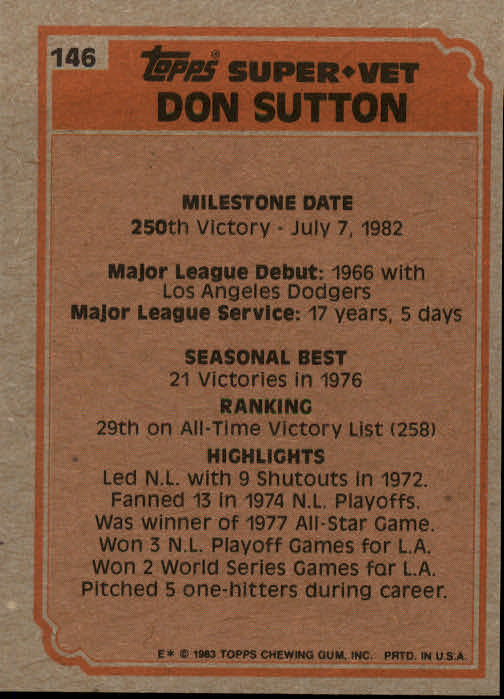 146
TOPPS® SUPER◆VET
DON SUTTON
MILESTONE DATE
250th Victory - July 7, 1982
Major League Debut: 1966 with
Los Angeles Dodgers
Major League Service: 17 years, 5 days
SEASONAL BEST
21 Victories in 1976
RANKING
29th on All-Time Victory List (258)
HIGHLIGHTS
Led N.L. with 9 Shutouts in 1972.
Fanned 13 in 1974 N.L. Playoffs.
Was winner of 1977 All-Star Game.
Won 3 N.L. Playoff Games for L.A.
Won 2 World Series Games for L.A.
Pitched 5 one-hitters during career.
E* © 1983 TOPPS CHEWING GUM, INC. PRTD. IN U.S.A.